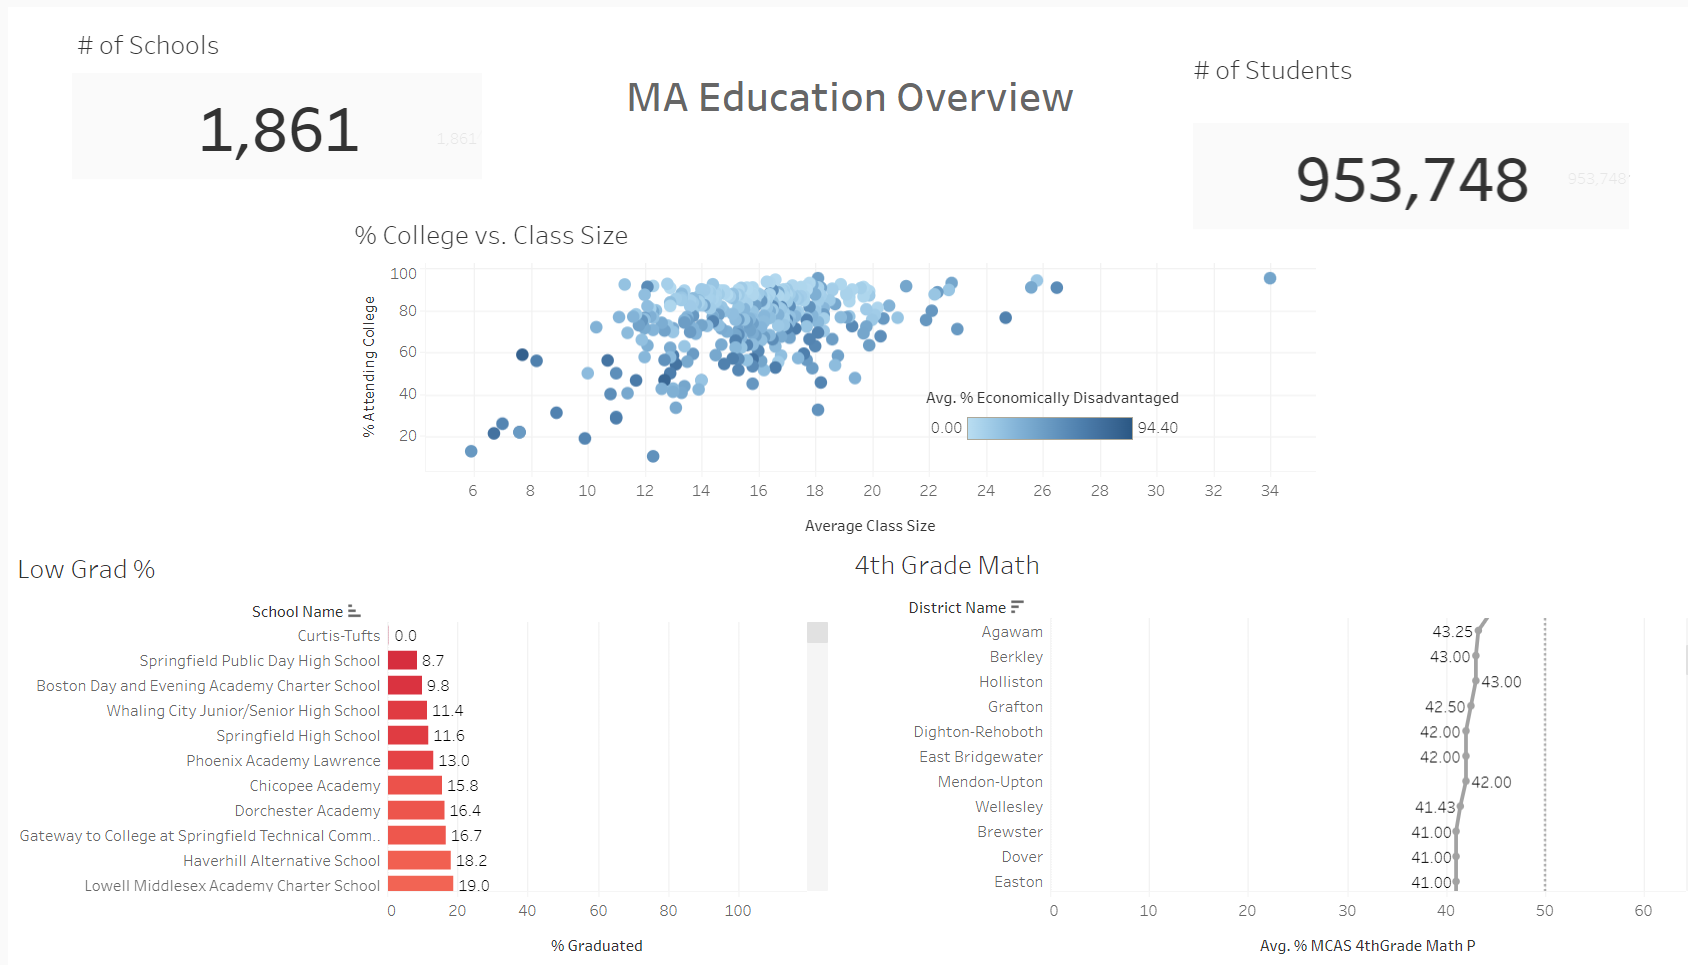 # of Schools
1,861
1,861
MA Education Overview
# of Students
953,748
953,748
% College vs. Class Size
% Attending College
100
80
60
40
20
Avg. % Economically Disadvantaged
0.00 94.40
6 8 10 12 14 16 18 20 22 24 26 28 30 32 34
Average Class Size
Low Grad %
School Name
Curtis-Tufts 0.0
Springfield Public Day High School 8.7
Boston Day and Evening Academy Charter School 9.8
Whaling City Junior/Senior High School 11.4
Springfield High School 11.6
Phoenix Academy Lawrence 13.0
Chicopee Academy 15.8
Dorchester Academy 16.4
Gateway to College at Springfield Technical Comm.. 16.7
Haverhill Alternative School 18.2
Lowell Middlesex Academy Charter School 19.0
0 20 40 60 80 100
% Graduated
4th Grade Math
District Name
Agawam 43.25
Berkley 43.00
Holliston 43.00
Grafton 42.50
Dighton-Rehoboth 42.00
East Bridgewater 42.00
Mendon-Upton 42.00
Wellesley 41.43
Brewster 41.00
Dover 41.00
Easton 41.00
0 10 20 30 40 50 60
Avg. % MCAS 4thGrade Math P